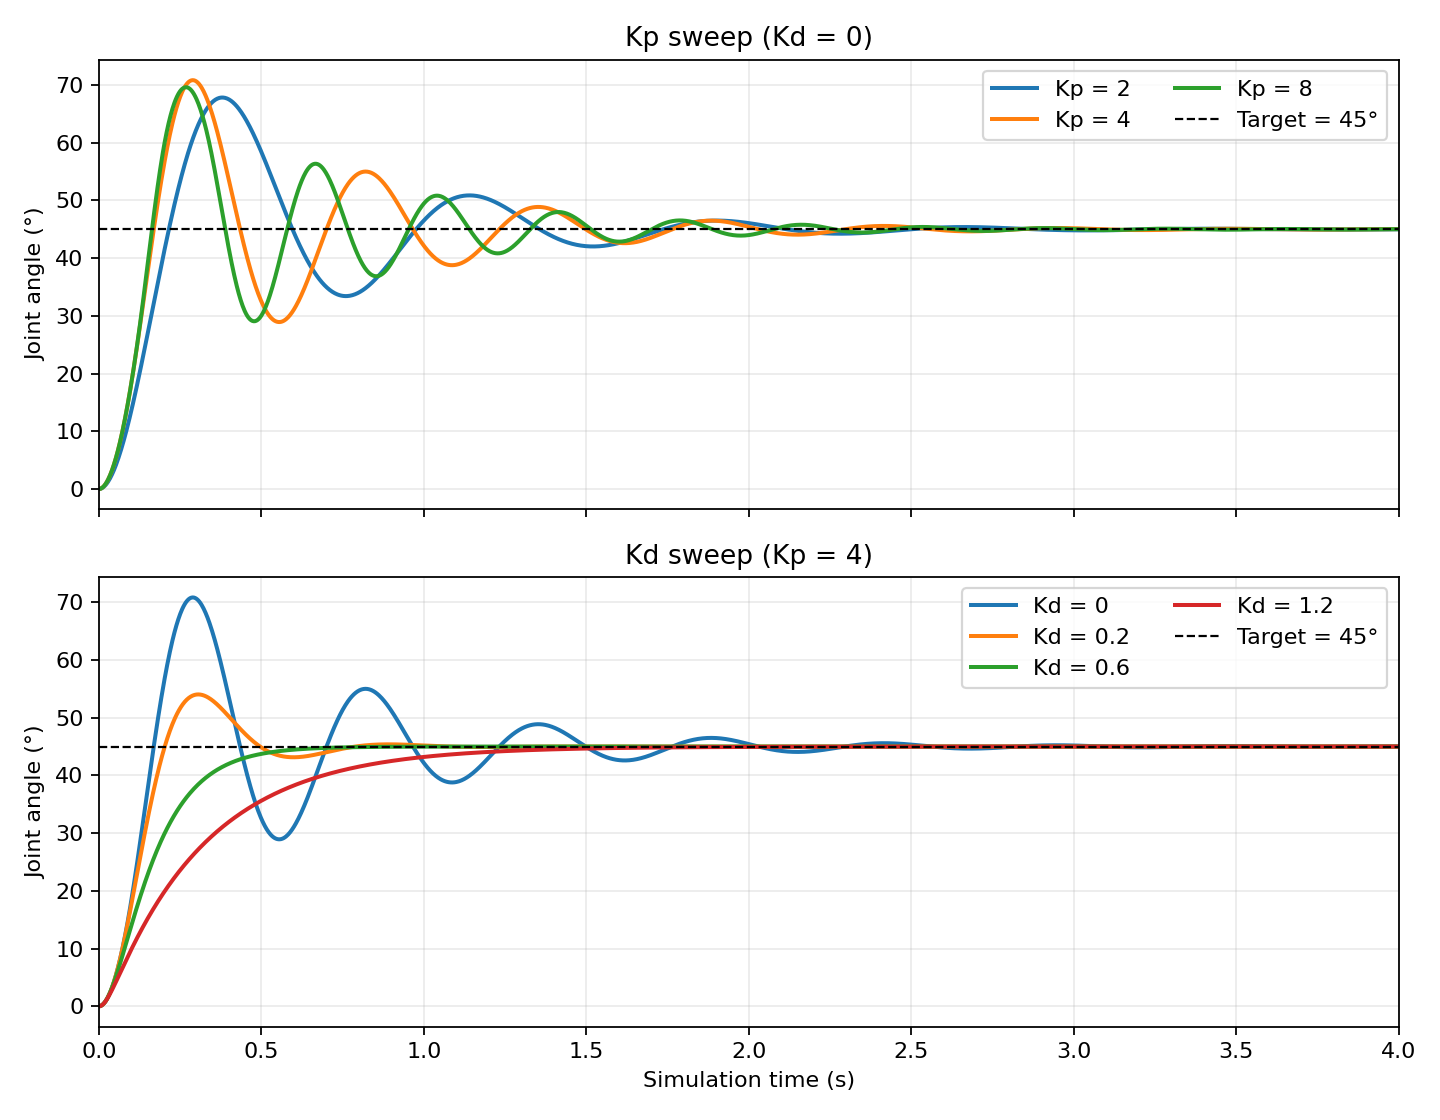 Kp sweep (Kd = 0)
70
60
50
40
30
20
10
0
Joint angle (°)
Kp = 2
Kp = 4
Kp = 8
Target = 45°
Kd sweep (Kp = 4)
70
60
50
40
30
20
10
0
Joint angle (°)
Kd = 0
Kd = 0.2
Kd = 0.6
Kd = 1.2
Target = 45°
0.0 0.5 1.0 1.5 2.0 2.5 3.0 3.5 4.0
Simulation time (s)